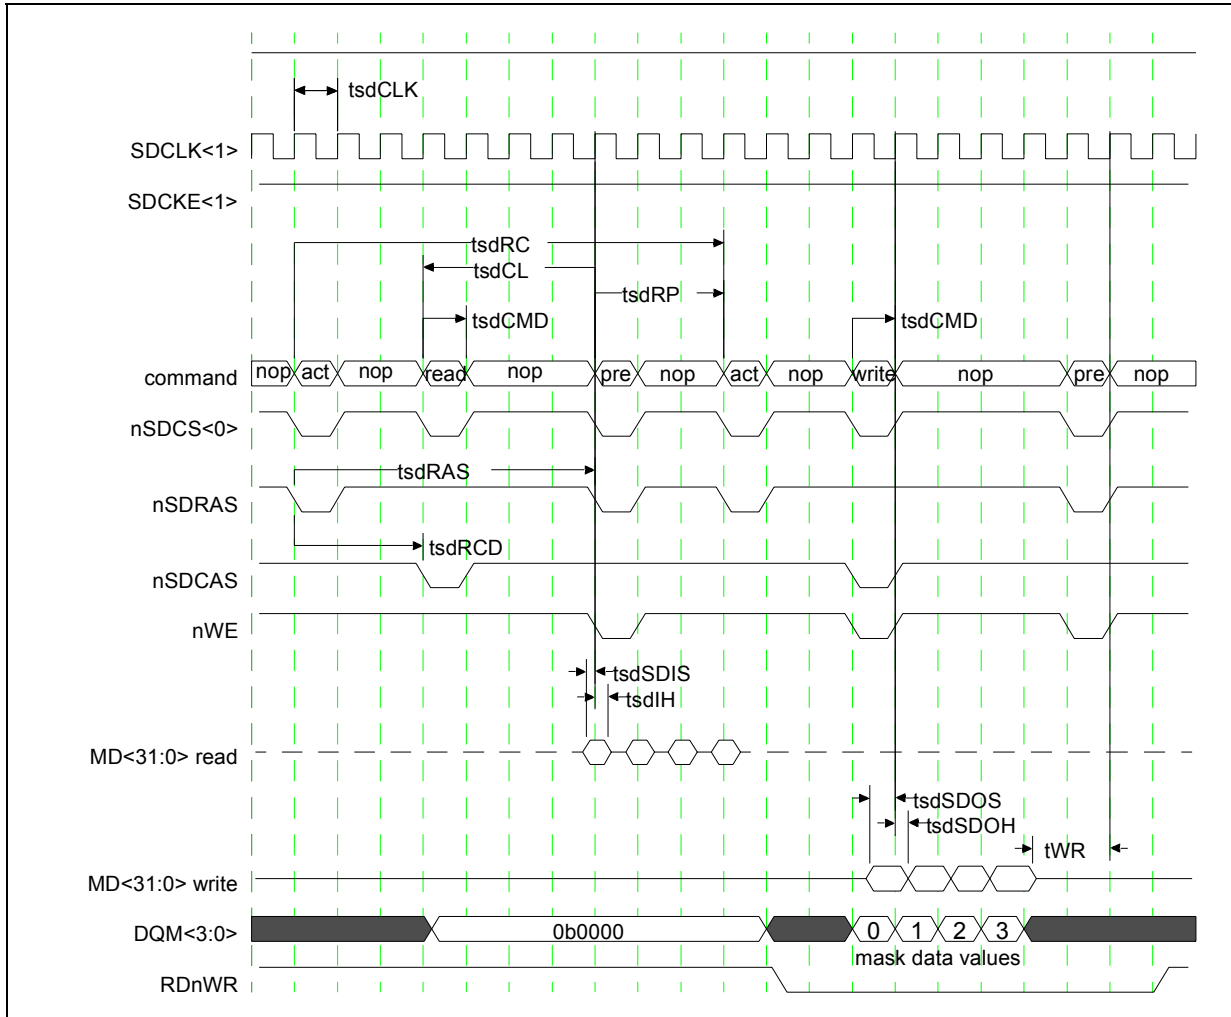 tsdCLK
SDCLK<1>
SDCKE<1>
tsdRC
tsdCL
tsdRP
tsdCMD tsdCMD
command nop act nop read nop pre nop act nop write nop pre nop
nSDCS<0>
tsdRAS
nSDRAS
tsdRCD
nSDCAS
nWE
tsdSDIS
tsdIH
MD<31:0> read
tsdSDOS
tsdSDOH
tWR
MD<31:0> write
DQM<3:0> 0b0000 0 1 2 3
mask data values
RDnWR